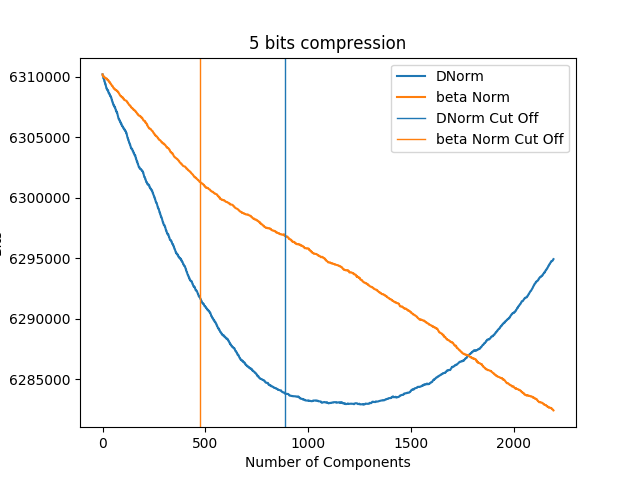 5 bits compression
6310000
6305000
6300000
6295000
6290000
6285000
0
500
1000
1500
2000
Number of Components
DNorm
beta Norm
DNorm Cut Off
beta Norm Cut Off